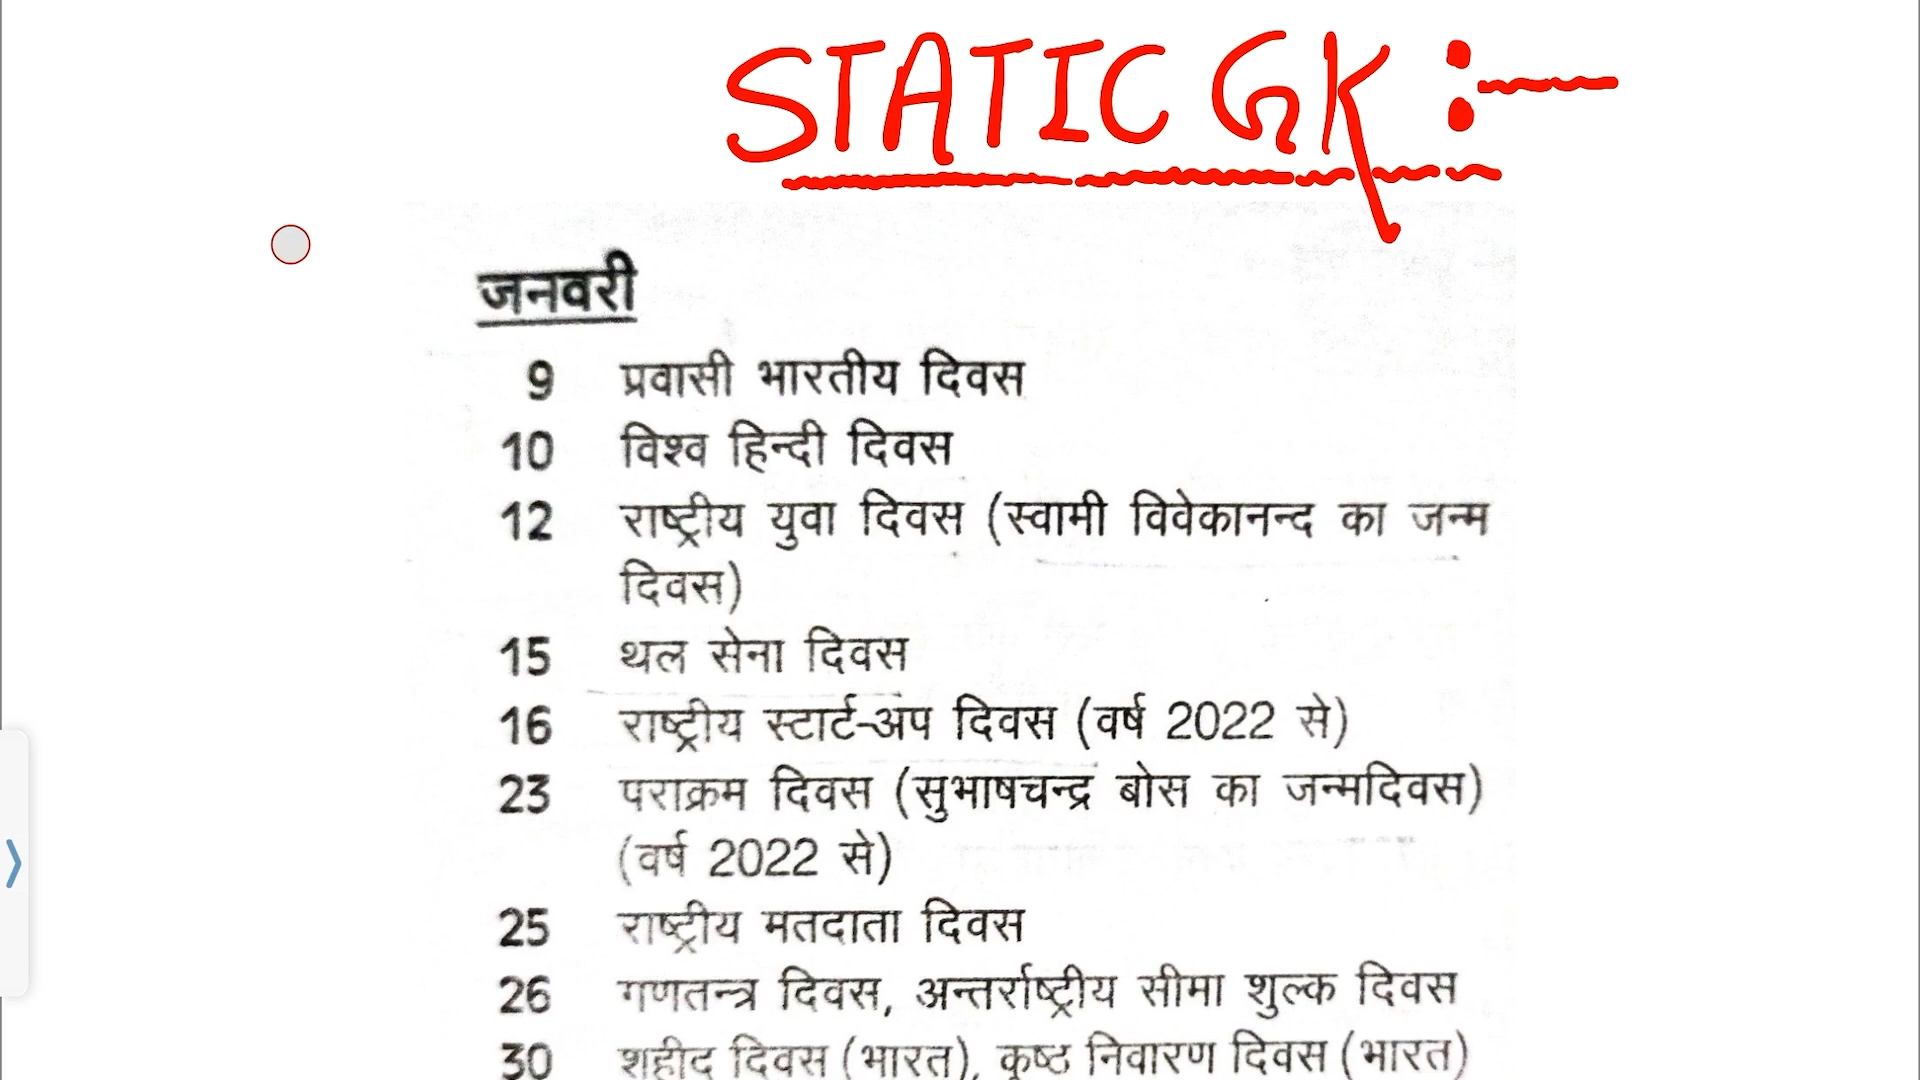 STATIC GK :-
जनवरी
9 प्रवासी भारतीय दिवस
10 विश्व हिन्दी दिवस
12 राष्ट्रीय युवा दिवस (स्वामी विवेकानन्द का जन्म
दिवस)
15 थल सेना दिवस
16 राष्ट्रीय स्टार्ट-अप दिवस (वर्ष 2022 से)
23 पराक्रम दिवस (सुभाषचन्द्र बोस का जन्मदिवस)
(वर्ष 2022 से)
25 राष्ट्रीय मतदाता दिवस
26 गणतन्त्र दिवस, अन्तर्राष्ट्रीय सीमा शुल्क दिवस
30 शहीद दिवस (भारत), कुष्ठ निवारण दिवस (भारत)